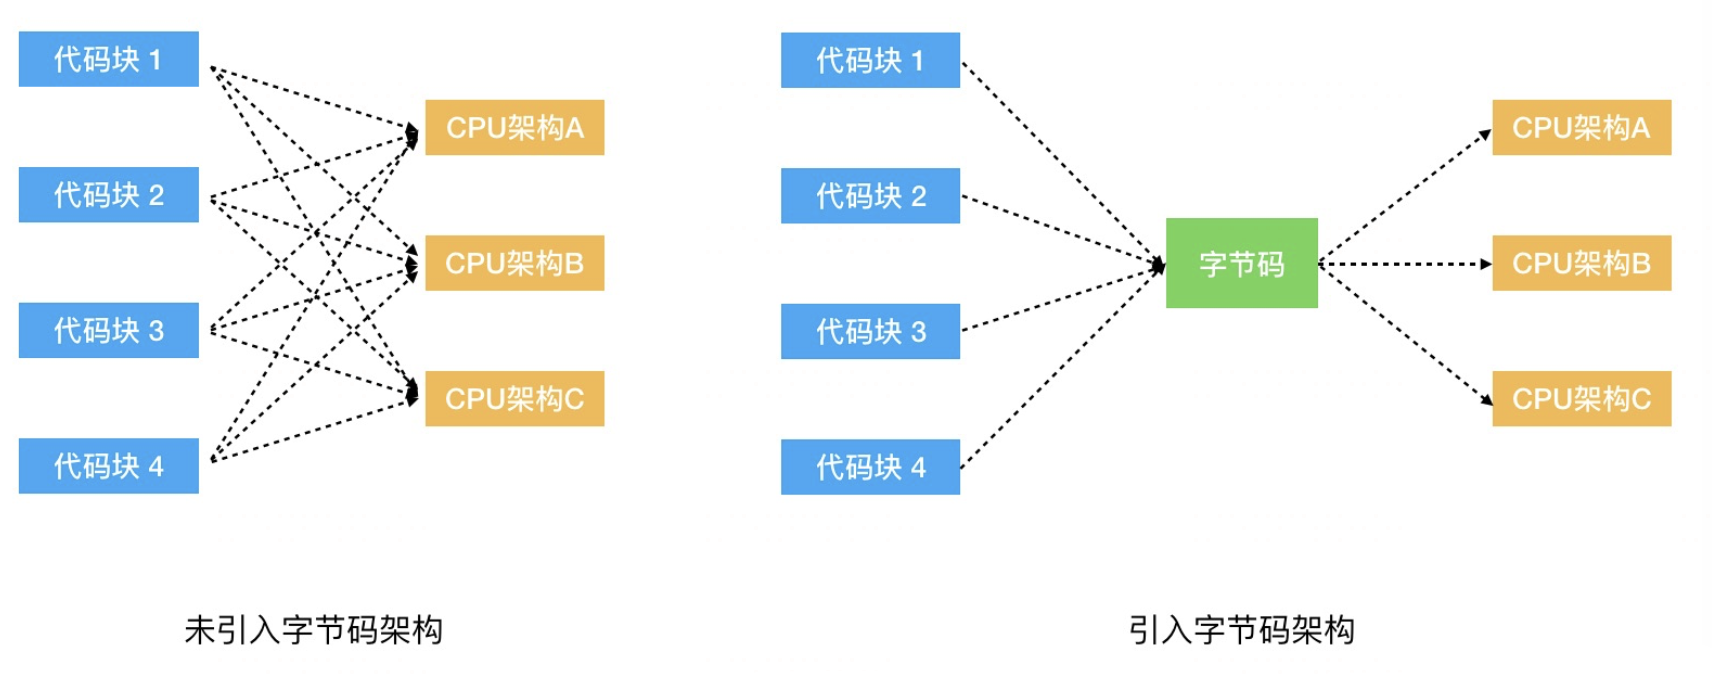 代码块 1
代码块 2
代码块 3
代码块 4
CPU架构A
CPU架构B
CPU架构C
未引入字节码架构
代码块 1
代码块 2
代码块 3
代码块 4
字节码
CPU架构A
CPU架构B
CPU架构C
引入字节码架构